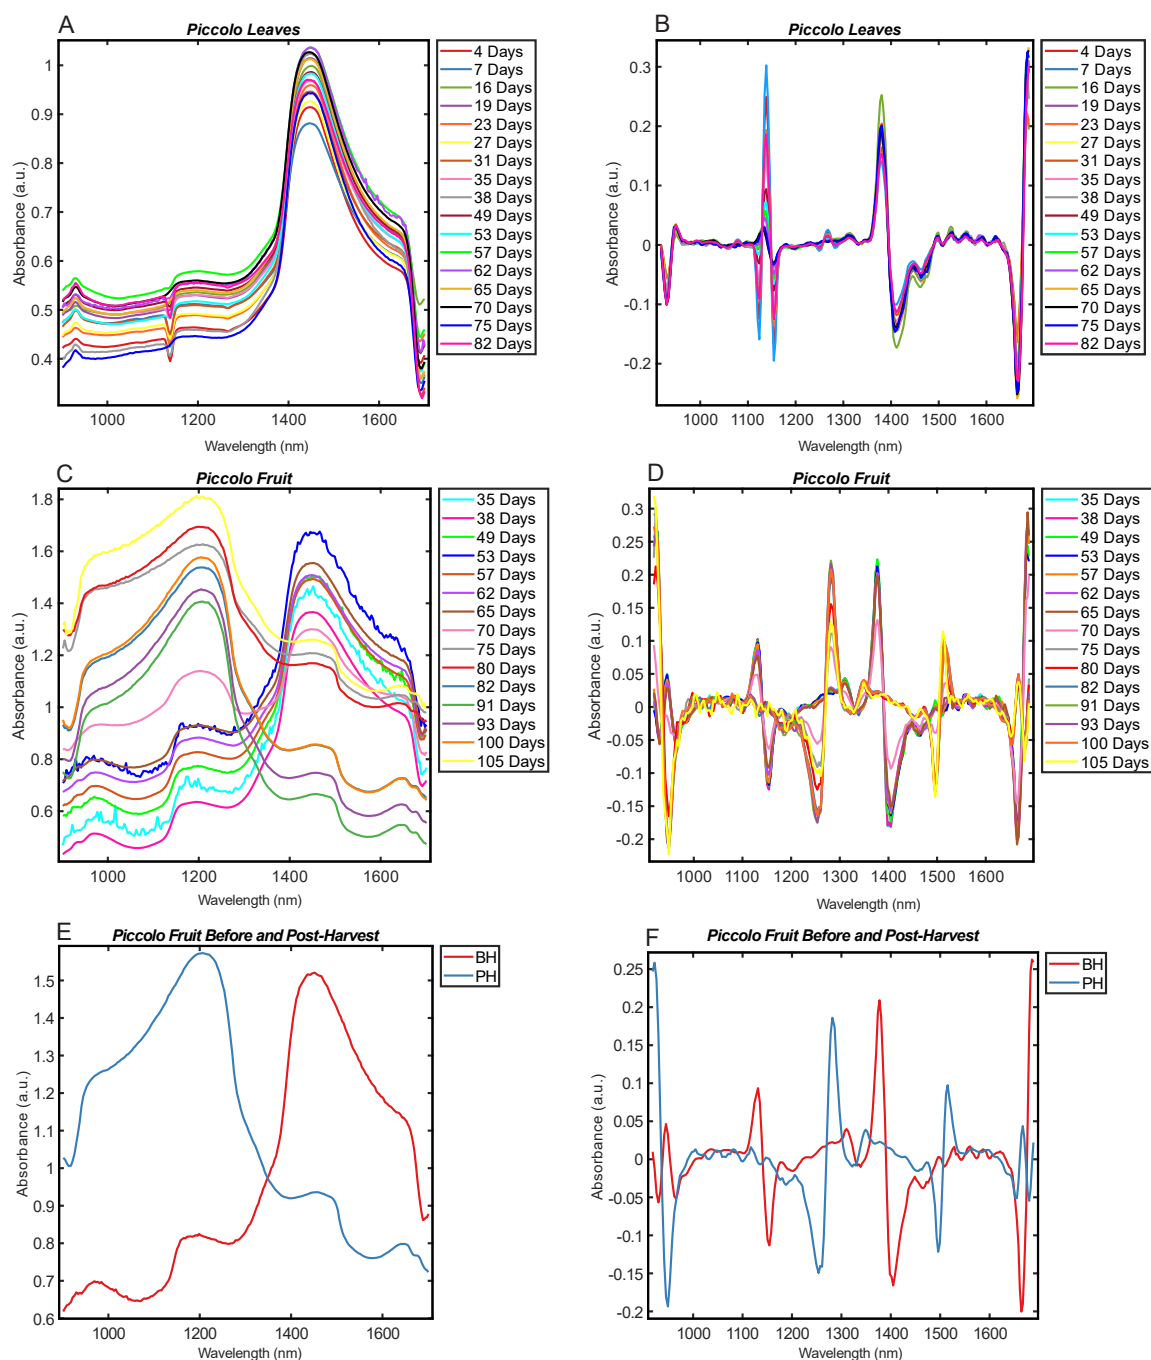 A
Piccolo Leaves
1
0.9
0.8
0.7
0.6
0.5
0.4
Absorbance (a.u.)
1000
1200
1400
1600
Wavelength (nm)
4 Days
7 Days
16 Days
19 Days
23 Days
27 Days
31 Days
35 Days
38 Days
49 Days
53 Days
57 Days
62 Days
65 Days
70 Days
75 Days
82 Days
B
Piccolo Leaves
0.3
0.2
0.1
0
-0.1
-0.2
Absorbance (a.u.)
1000
1100
1200
1300
1400
1500
1600
Wavelength (nm)
4 Days
7 Days
16 Days
19 Days
23 Days
27 Days
31 Days
35 Days
38 Days
49 Days
53 Days
57 Days
62 Days
65 Days
70 Days
75 Days
82 Days
C
Piccolo Fruit
1.8
1.6
1.4
1.2
1
0.8
0.6
Absorbance (a.u.)
1000
1200
1400
1600
Wavelength (nm)
35 Days
38 Days
49 Days
53 Days
57 Days
62 Days
65 Days
70 Days
75 Days
80 Days
82 Days
91 Days
93 Days
100 Days
105 Days
D
Piccolo Fruit
0.3
0.25
0.2
0.15
0.1
0.05
0
-0.05
-0.1
-0.15
-0.2
Absorbance (a.u.)
1000
1100
1200
1300
1400
1500
1600
Wavelength (nm)
35 Days
38 Days
49 Days
53 Days
57 Days
62 Days
65 Days
70 Days
75 Days
80 Days
82 Days
91 Days
93 Days
100 Days
105 Days
E
Piccolo Fruit Before and Post-Harvest
1.5
1.4
1.3
1.2
1.1
1
0.9
0.8
0.7
0.6
Absorbance (a.u.)
1000
1200
1400
1600
Wavelength (nm)
BH
PH
F
Piccolo Fruit Before and Post-Harvest
0.25
0.2
0.15
0.1
0.05
0
-0.05
-0.1
-0.15
-0.2
Absorbance (a.u.)
1000
1100
1200
1300
1400
1500
1600
Wavelength (nm)
BH
PH